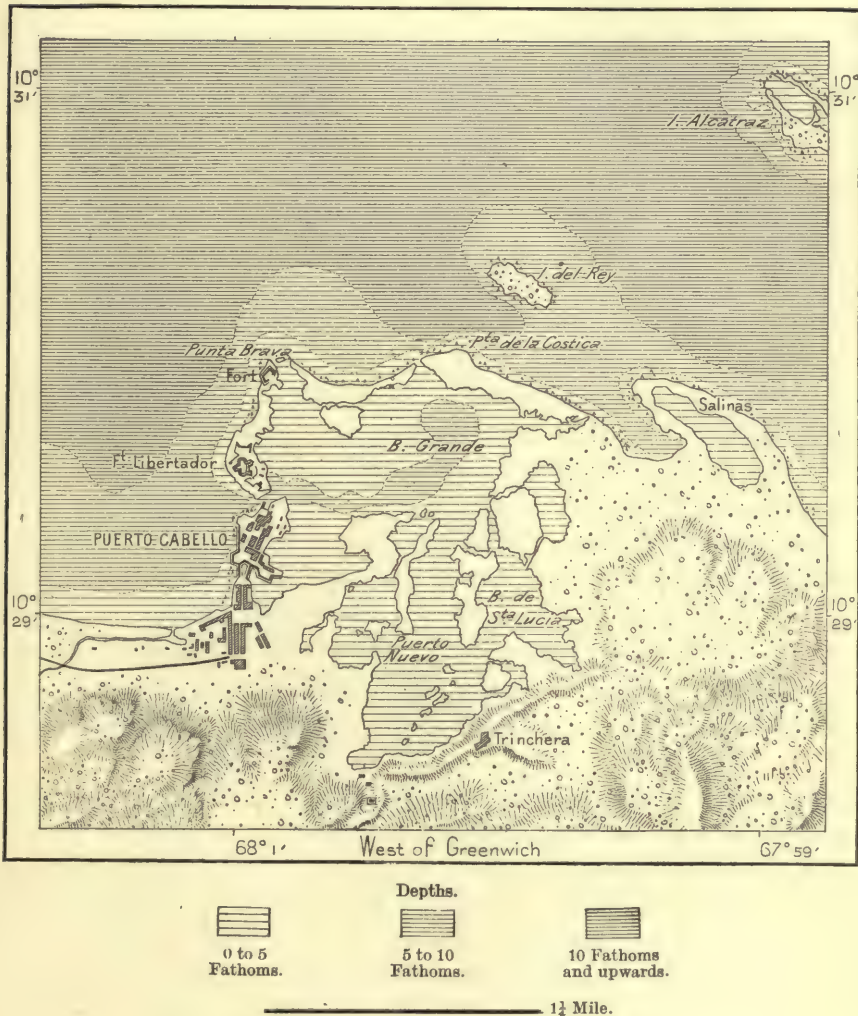 10°
31′
10°
31′
I. Alcatraz
I. del Rey
Pta de la Costica
Punta Brava
Fort
Salinas
B. Grande
Ft. Libertador
PUERTO CABELLO
10°
29′
10°
29′
B. de
Sta Lucia
Puerto
Nuevo
Trinchera
68°1′
West of Greenwich
67°59′
Depths.
0 to 5
Fathoms.
5 to 10
Fathoms.
10 Fathoms
and upwards.
1½ Mile.